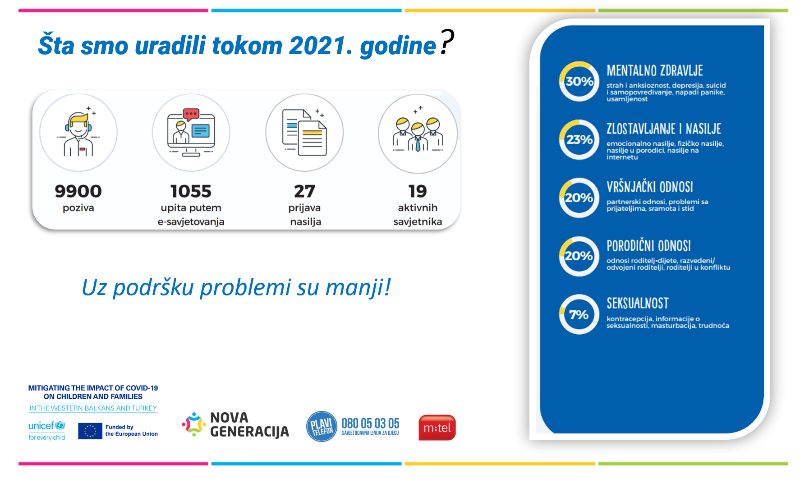 Šta smo uradili tokom 2021. godine?
9900
poziva
1055
upita putem
e-savjetovanja
27
prijava
nasilja
19
aktivnih
savjetnika
Uz podršku problemi su manji!
30%
MENTALNO ZDRAVLJE
strah i anksioznost, depresija, suicid
i samopovređivanje, napadi panike,
usamljenost
23%
ZLOSTAVLJANJE I NASILJE
emocionalno nasilje, fizičko nasilje,
nasilje u porodici, nasilje na
internetu
20%
VRŠNJAČKI ODNOSI
partnerski odnosi, problemi sa
prijateljima, sramota i stid
20%
PORODIČNI ODNOSI
odnosi roditelj-dijete, razvedeni/
odvojeni roditelji, roditelji u konfliktu
7%
SEKSUALNOST
kontracepcija, informacije o
seksualnosti, masturbacija, trudnoća
MITIGATING THE IMPACT OF COVID-19
ON CHILDREN AND FAMILIES
IN THE WESTERN BALKANS AND TURKEY
unicef
for every child
Funded by
the European Union
NOVA
GENERACIJA
PLAVI
TELEFON
080 05 03 05
SAVJETODAVNA LINIJA ZA DJECU
m:tel